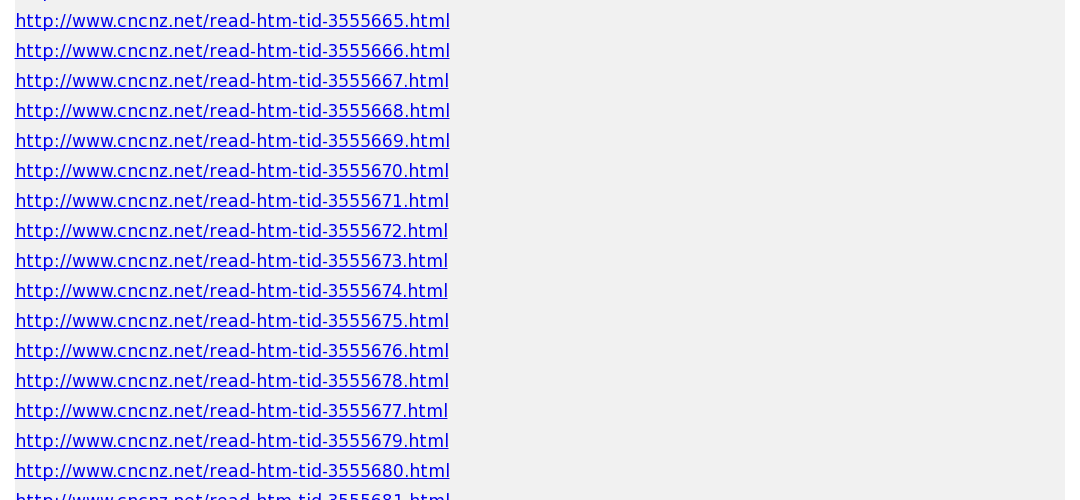 http://www.cncnz.net/read-htm-tid-3555665.html
http://www.cncnz.net/read-htm-tid-3555666.html
http://www.cncnz.net/read-htm-tid-3555667.html
http://www.cncnz.net/read-htm-tid-3555668.html
http://www.cncnz.net/read-htm-tid-3555669.html
http://www.cncnz.net/read-htm-tid-3555670.html
http://www.cncnz.net/read-htm-tid-3555671.html
http://www.cncnz.net/read-htm-tid-3555672.html
http://www.cncnz.net/read-htm-tid-3555673.html
http://www.cncnz.net/read-htm-tid-3555674.html
http://www.cncnz.net/read-htm-tid-3555675.html
http://www.cncnz.net/read-htm-tid-3555676.html
http://www.cncnz.net/read-htm-tid-3555678.html
http://www.cncnz.net/read-htm-tid-3555677.html
http://www.cncnz.net/read-htm-tid-3555679.html
http://www.cncnz.net/read-htm-tid-3555680.html
http://www.cncnz.net/read-htm-tid-3555681.html